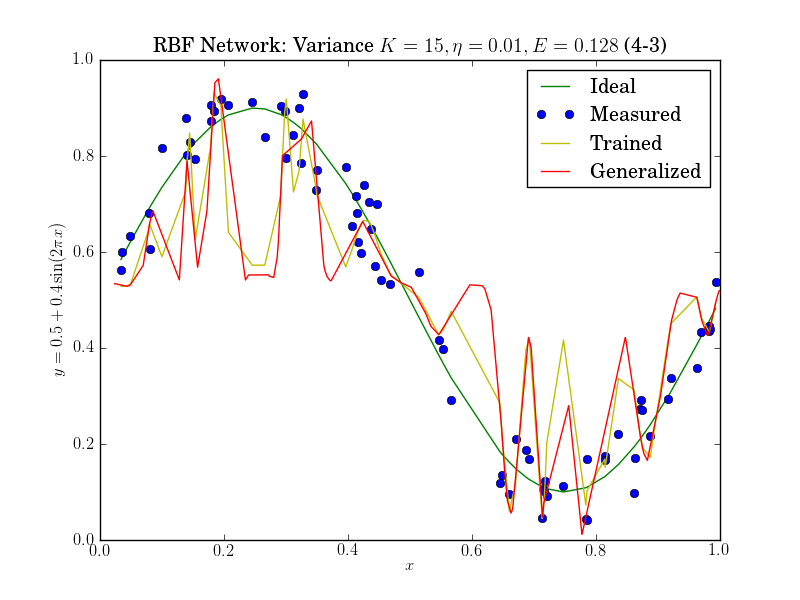 RBF Network: Variance K = 15, η = 0.01, E = 0.128 (4-3)
Ideal
Measured
Trained
Generalized
y = 0.5 + 0.4 sin(2πx)
1.0
0.8
0.6
0.4
0.2
0.0
0.0 0.2 0.4 0.6 0.8 1.0
x